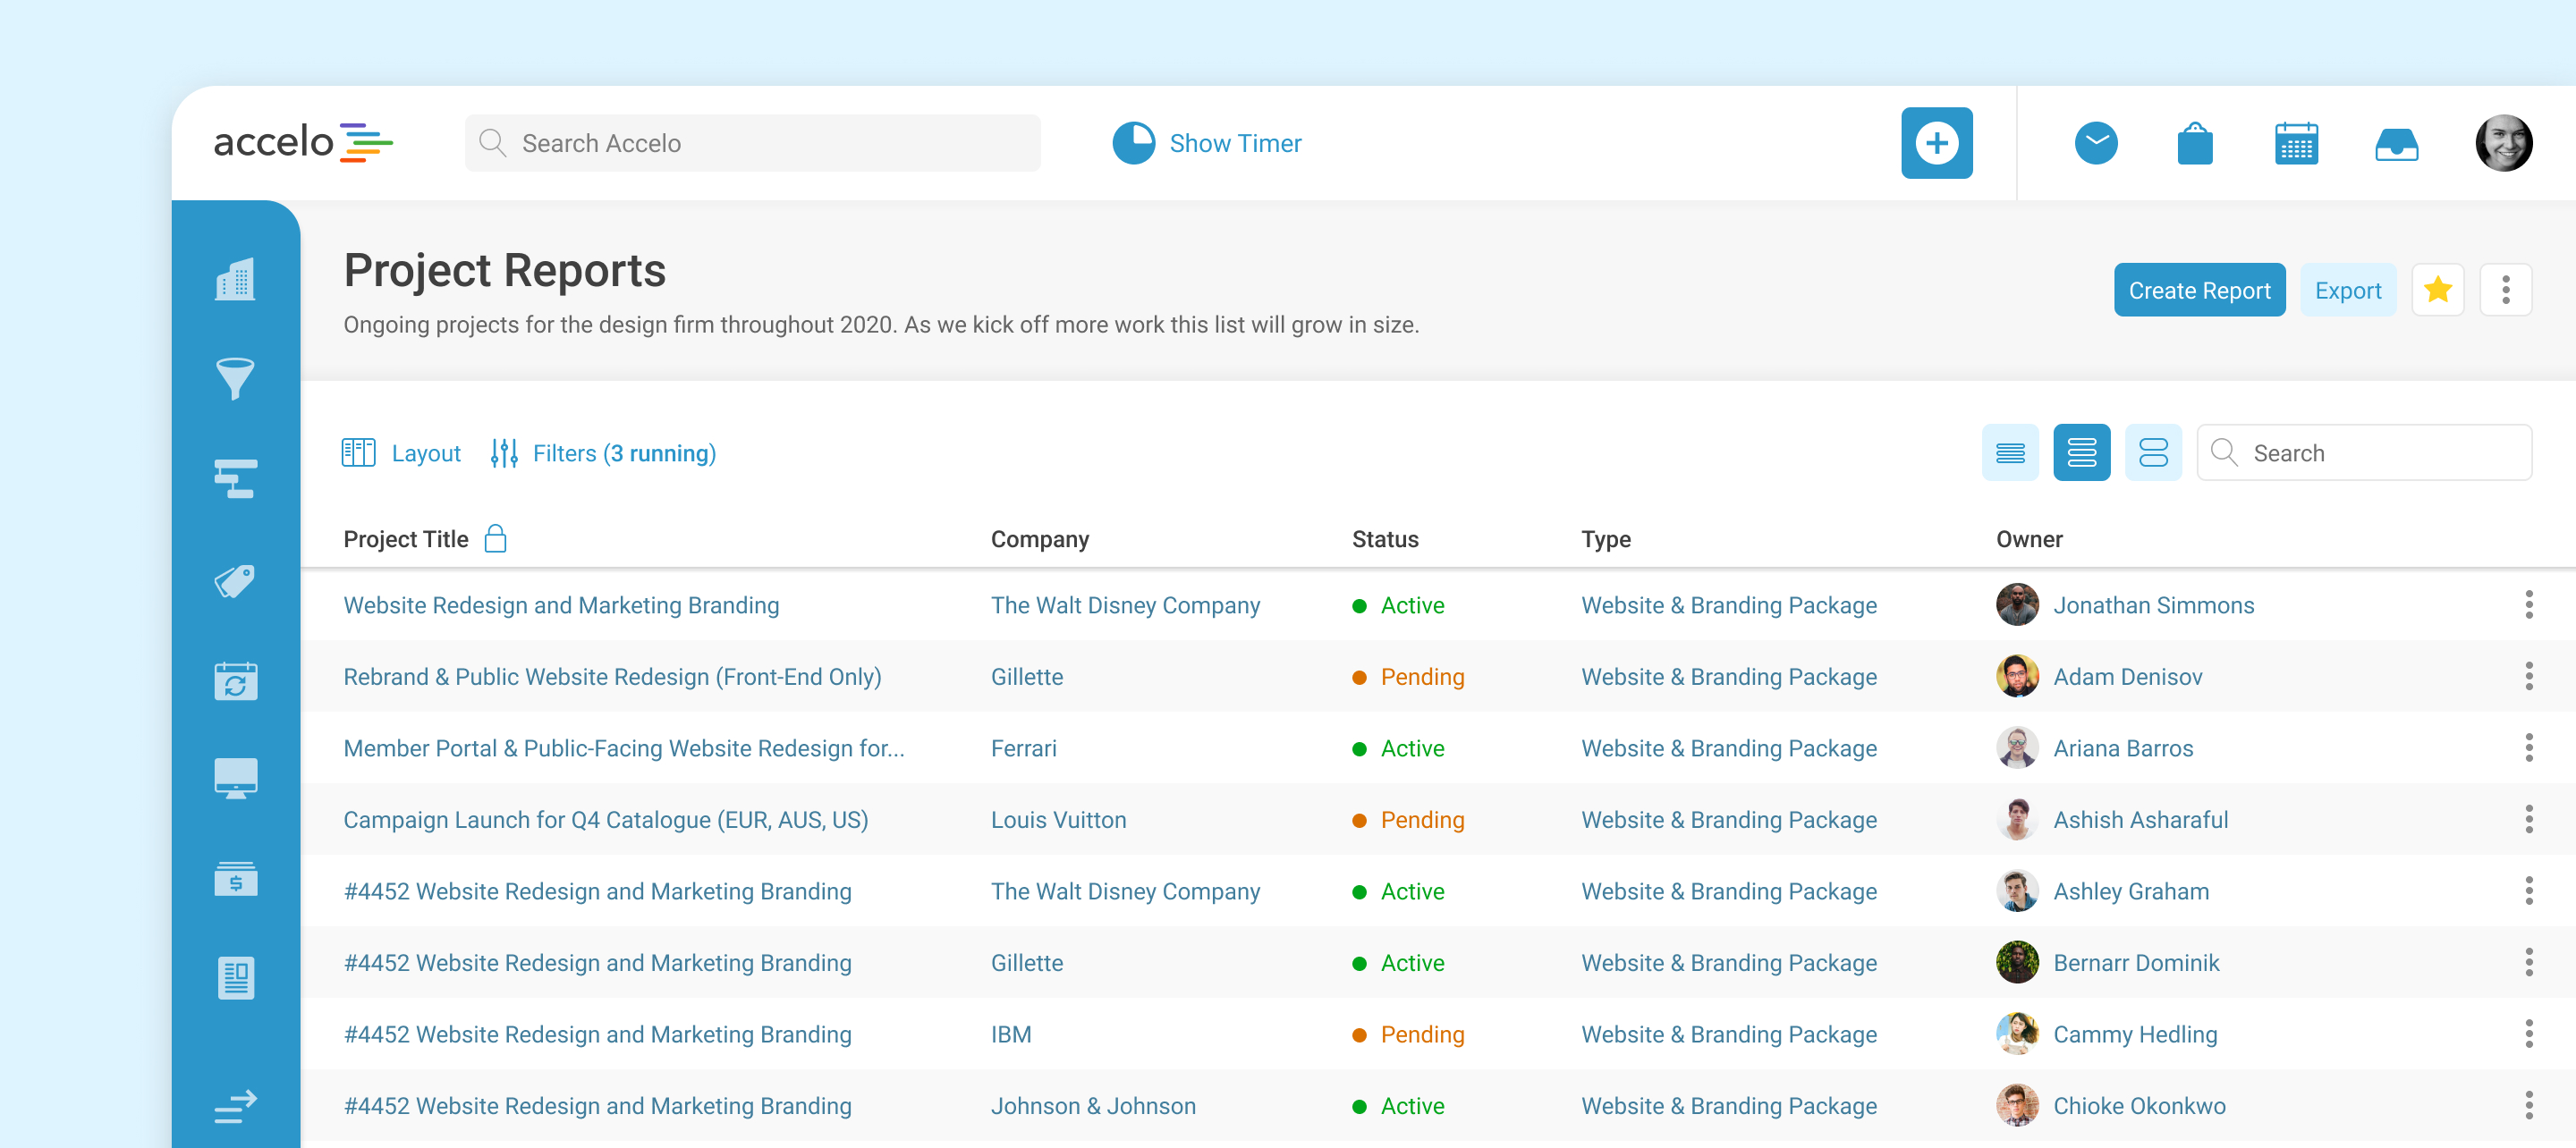 accelo
Search Accelo
Show Timer
Project Reports
Ongoing projects for the design firm throughout 2020. As we kick off more work this list will grow in size.
Create Report
Export
Layout
Filters (3 running)
Search
Project Title Company Status Type Owner
Website Redesign and Marketing Branding The Walt Disney Company Active Website & Branding Package Jonathan Simmons
Rebrand & Public Website Redesign (Front-End Only) Gillette Pending Website & Branding Package Adam Denisov
Member Portal & Public-Facing Website Redesign for... Ferrari Active Website & Branding Package Ariana Barros
Campaign Launch for Q4 Catalogue (EUR, AUS, US) Louis Vuitton Pending Website & Branding Package Ashish Asharaful
#4452 Website Redesign and Marketing Branding The Walt Disney Company Active Website & Branding Package Ashley Graham
#4452 Website Redesign and Marketing Branding Gillette Active Website & Branding Package Bernarr Dominik
#4452 Website Redesign and Marketing Branding IBM Pending Website & Branding Package Cammy Hedling
#4452 Website Redesign and Marketing Branding Johnson & Johnson Active Website & Branding Package Chioke Okonkwo